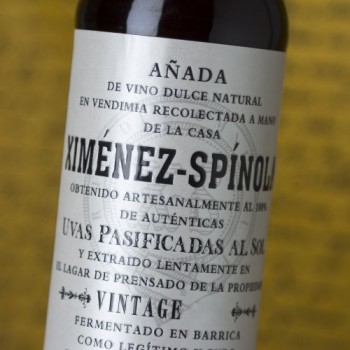 AÑADA
DE VINO DULCE NATURAL
EN VENDIMIA RECOLECTADA A MANO
DE LA CASA
XIMÉNEZ-SPÍNOLA
OBTENIDO ARTESANALMENTE AL 100%
DE AUTÉNTICAS
UVAS PASIFICADAS AL SOL
Y EXTRAIDO LENTAMENTE EN
EL LAGAR DE PRENSADO DE LA PROPIEDAD
VINTAGE
FERMENTADO EN BARRICA
COMO LEGÍTIMO